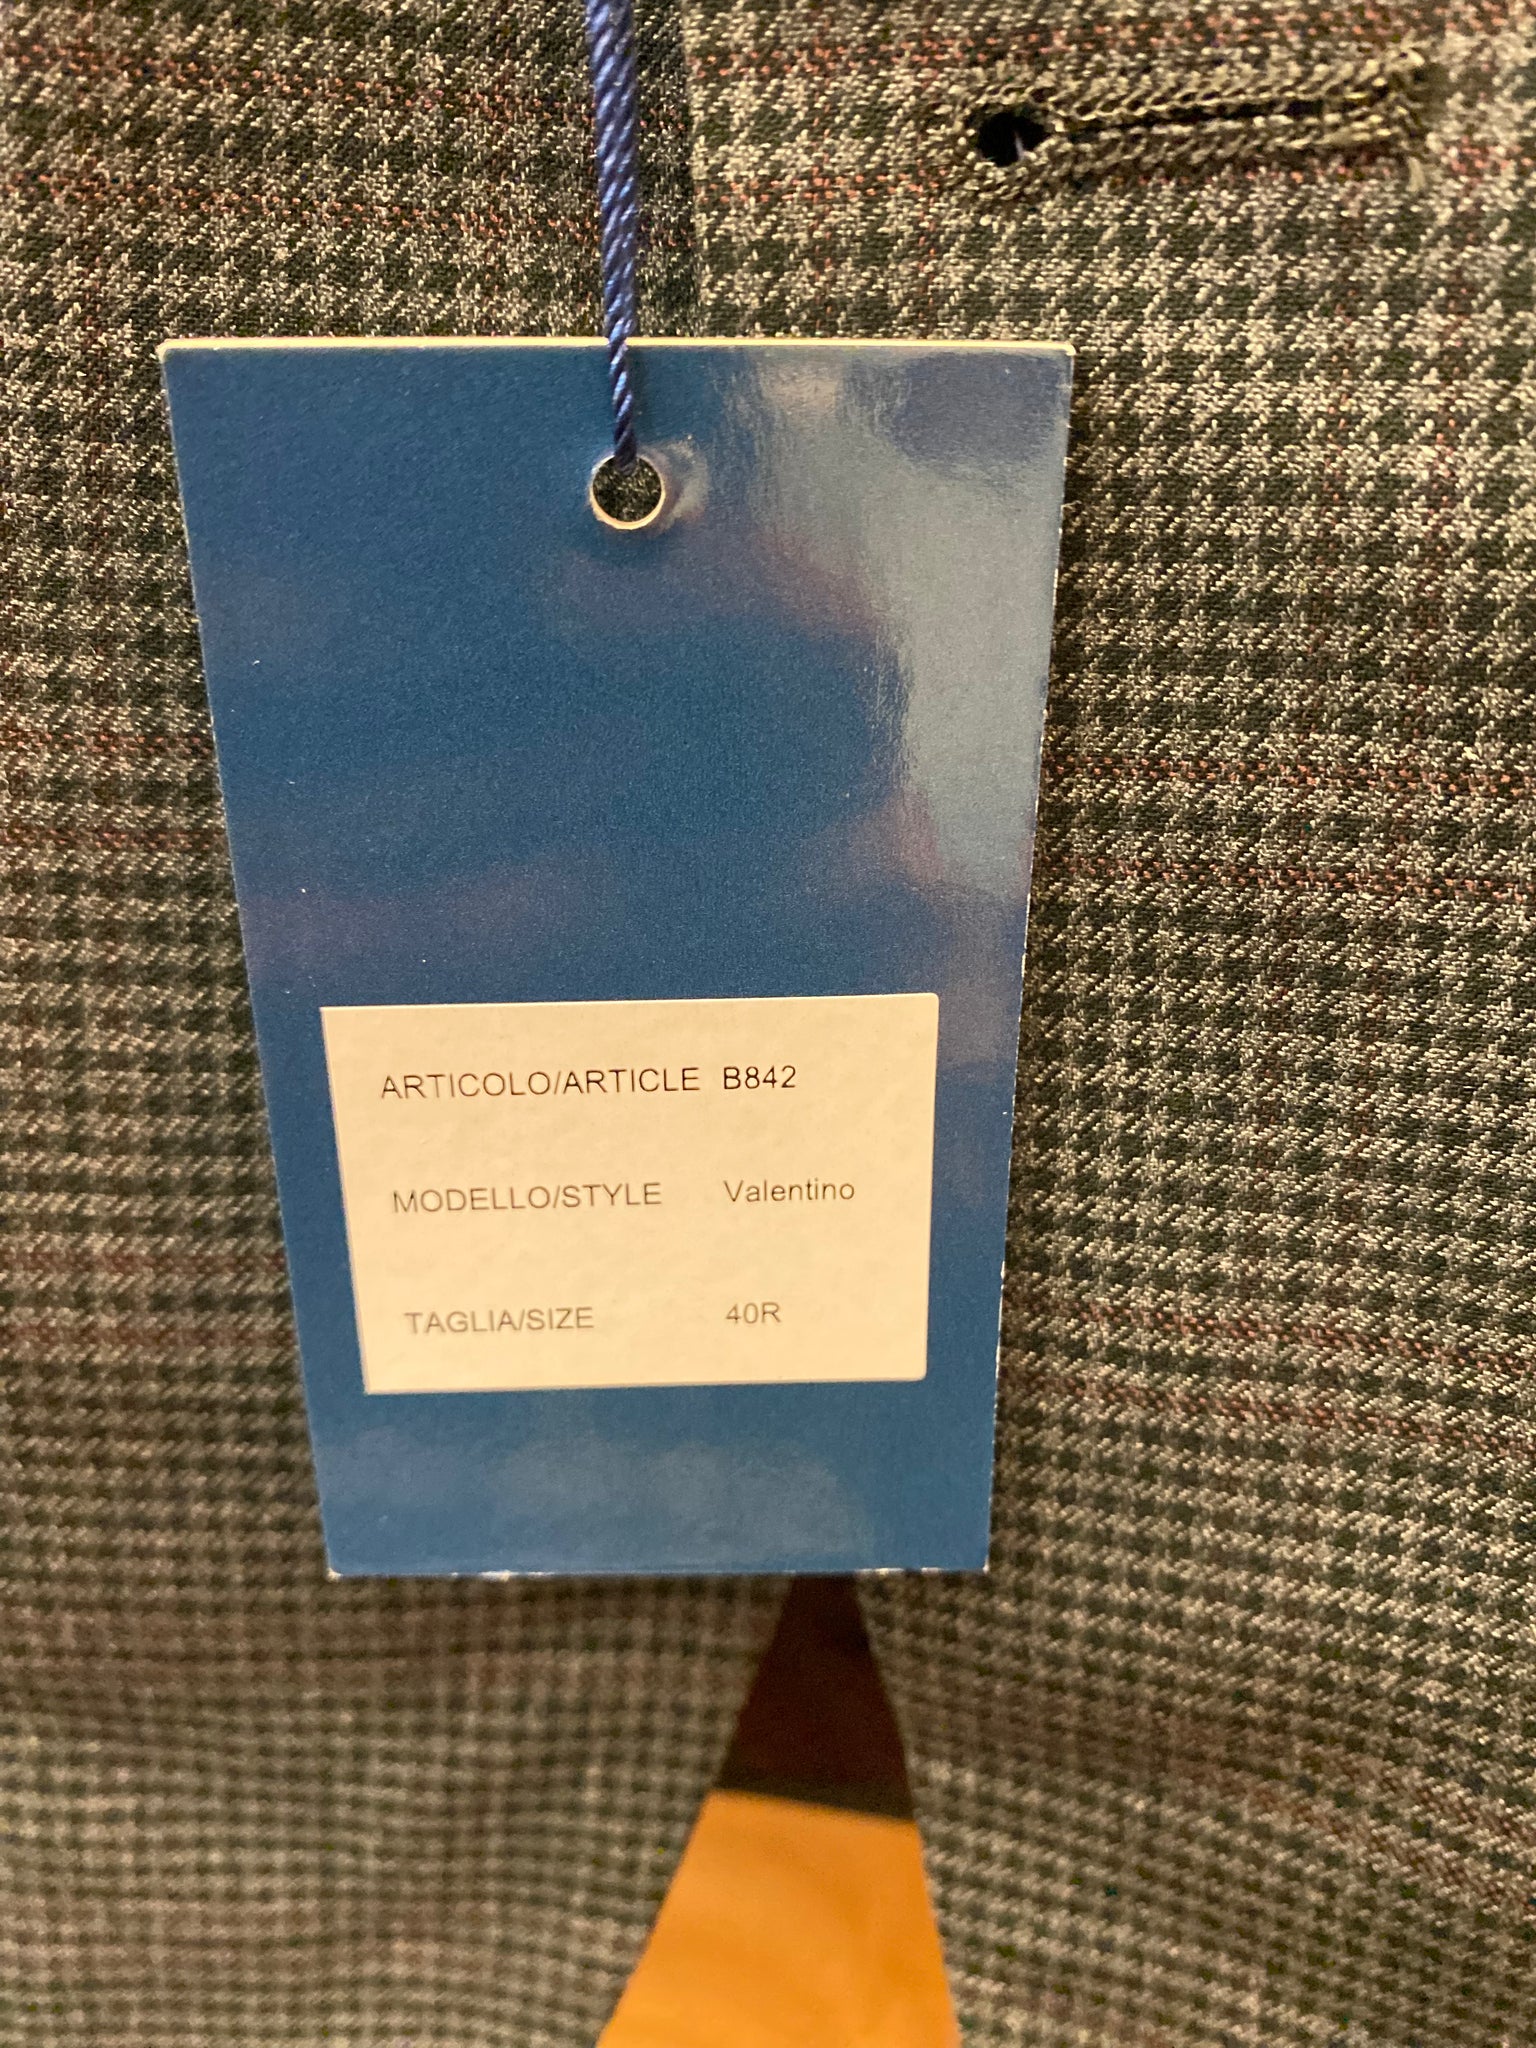 ARTICOLO/ARTICLE B842
MODELLO/STYLE Valentino
TAGLIA/SIZE 40R